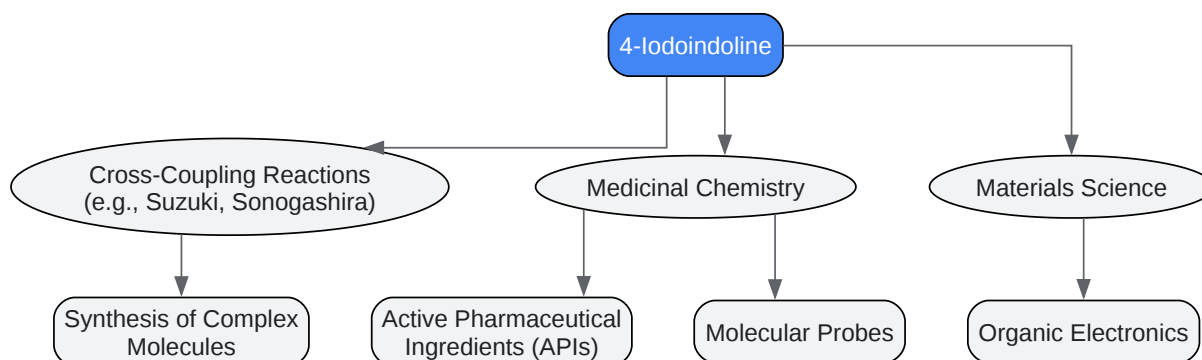 4-Iodoindoline
Cross-Coupling Reactions
(e.g., Suzuki, Sonogashira)
Medicinal Chemistry
Materials Science
Synthesis of Complex
Molecules
Active Pharmaceutical
Ingredients (APIs)
Molecular Probes
Organic Electronics